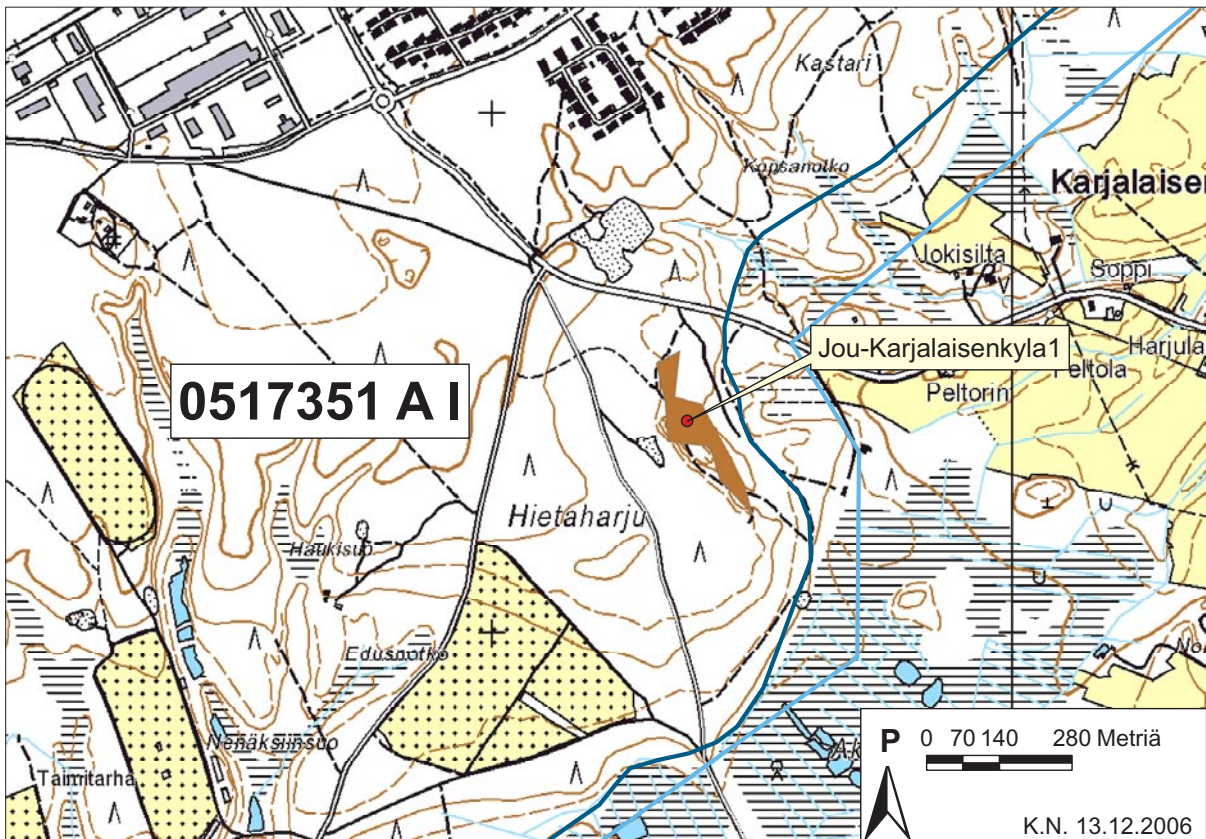 Kastari
Kopsanotko
Karjalaisen
Jokisilta
Soppi
Jou-Karjalaisenkyla1
Harjula
Peltola
Peltorin
0517351 A I
Hietaharju
Haukisuo
Edusnotko
Nenäksiinsuo
Taimitarha
P 0 70 140 280 Metriä
K.N. 13.12.2006